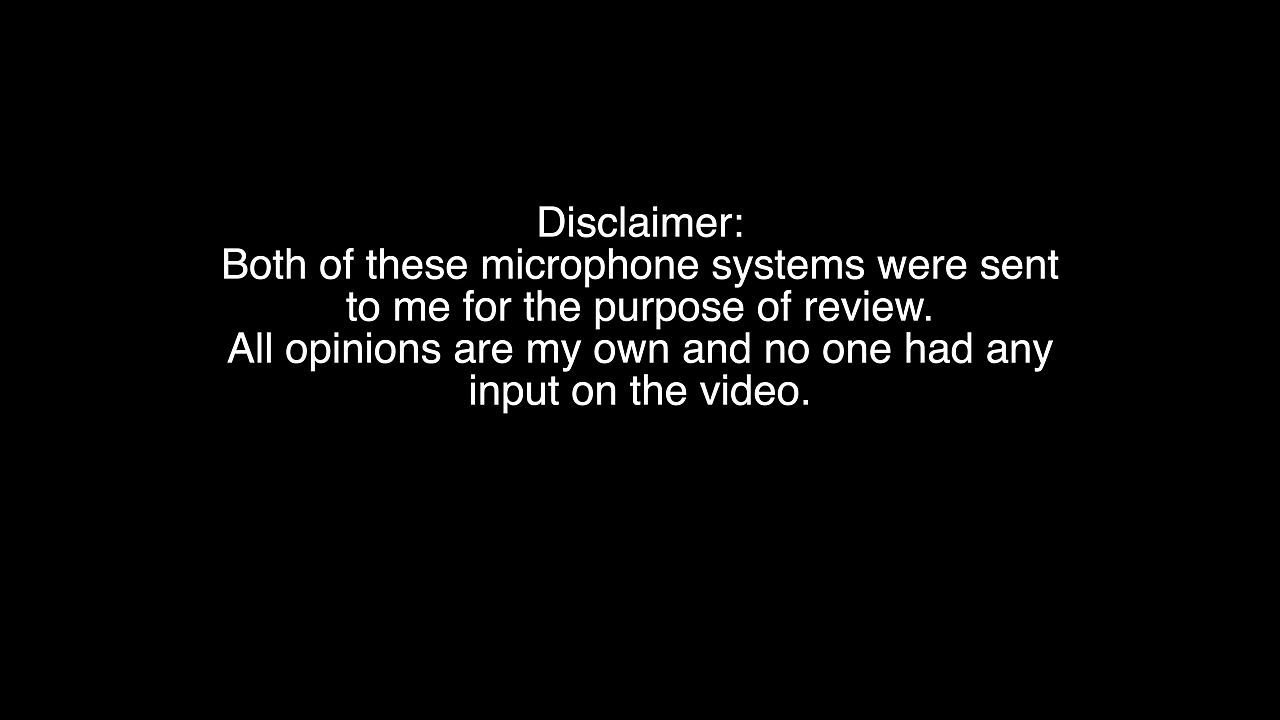 Disclaimer:
Both of these microphone systems were sent
to me for the purpose of review.
All opinions are my own and no one had any
input on the video.